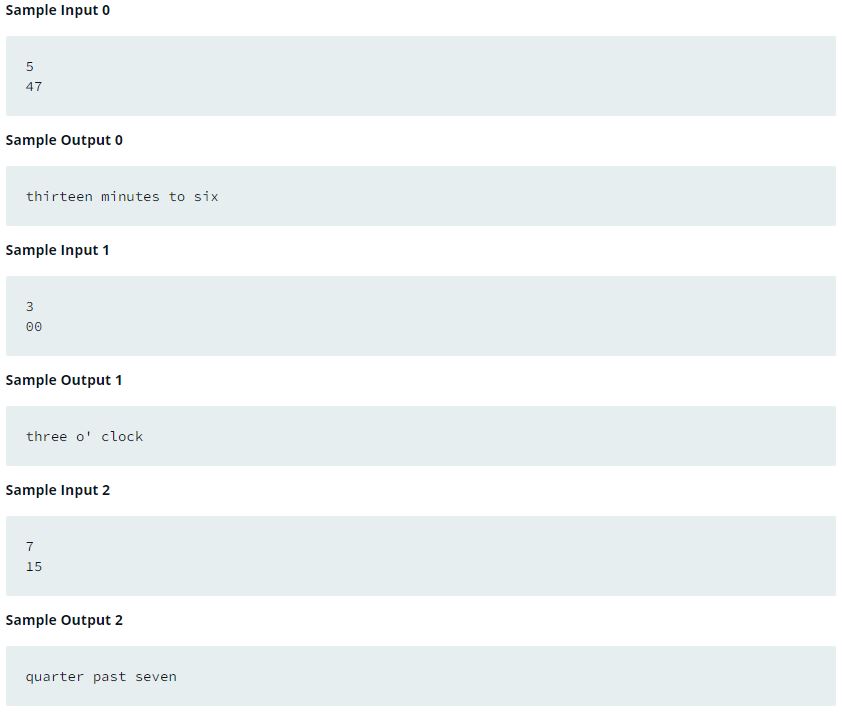 Sample Input 0
5
47
Sample Output 0
thirteen minutes to six
Sample Input 1
3
00
Sample Output 1
three o' clock
Sample Input 2
7
15
Sample Output 2
quarter past seven